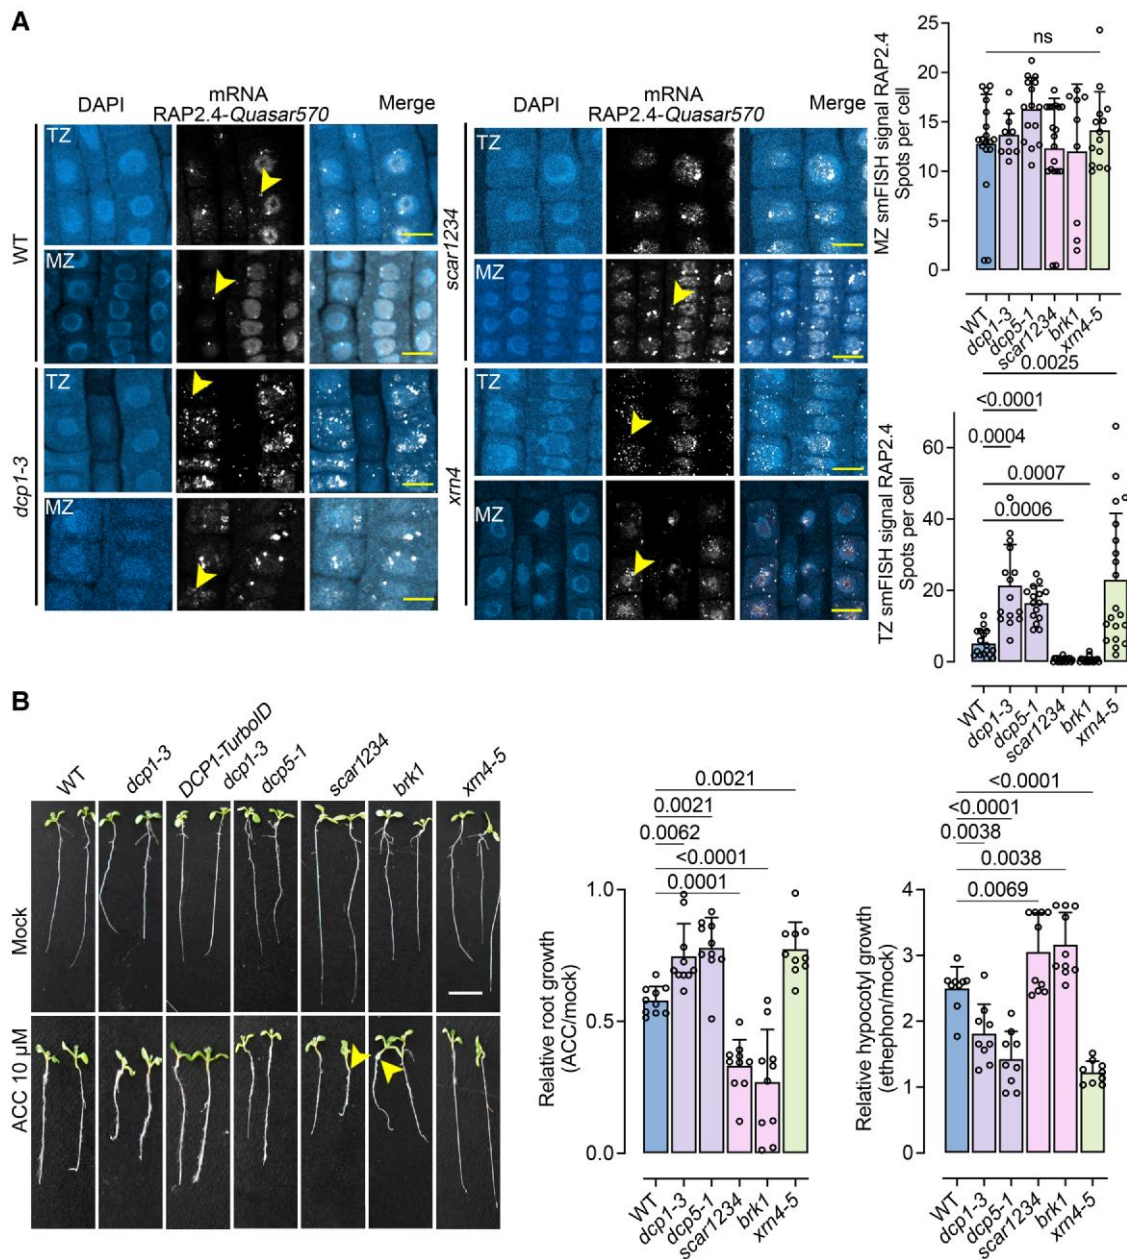 A
DAPI
mRNA
RAP2.4-Quasar570
Merge
WT
TZ
MZ
dcp1-3
TZ
MZ
DAPI
mRNA
RAP2.4-Quasar570
Merge
scar1234
TZ
MZ
xrn4
TZ
MZ
MZ smFISH signal RAP2.4
Spots per cell
25
20
15
10
5
0
ns
WT
dcp1-3
dcp5-1
scar1234
brk1
xrn4-5
TZ smFISH signal RAP2.4
Spots per cell
60
40
20
0
0.0025
<0.0001
0.0004
0.0007
0.0006
WT
dcp1-3
dcp5-1
scar1234
brk1
xrn4-5
B
WT
dcp1-3
DCP1-TurboID
dcp1-3
dcp5-1
scar1234
brk1
xrn4-5
Mock
ACC 10 µM
Relative root growth
(ACC/mock)
1.0
0.5
0.0
0.0021
0.0021
0.0062
<0.0001
0.0001
WT
dcp1-3
dcp5-1
scar1234
brk1
xrn4-5
Relative hypocotyl growth
(ethephon/mock)
4
3
2
1
0
<0.0001
<0.0001
0.0038
0.0038
0.0069
WT
dcp1-3
dcp5-1
scar1234
brk1
xrn4-5